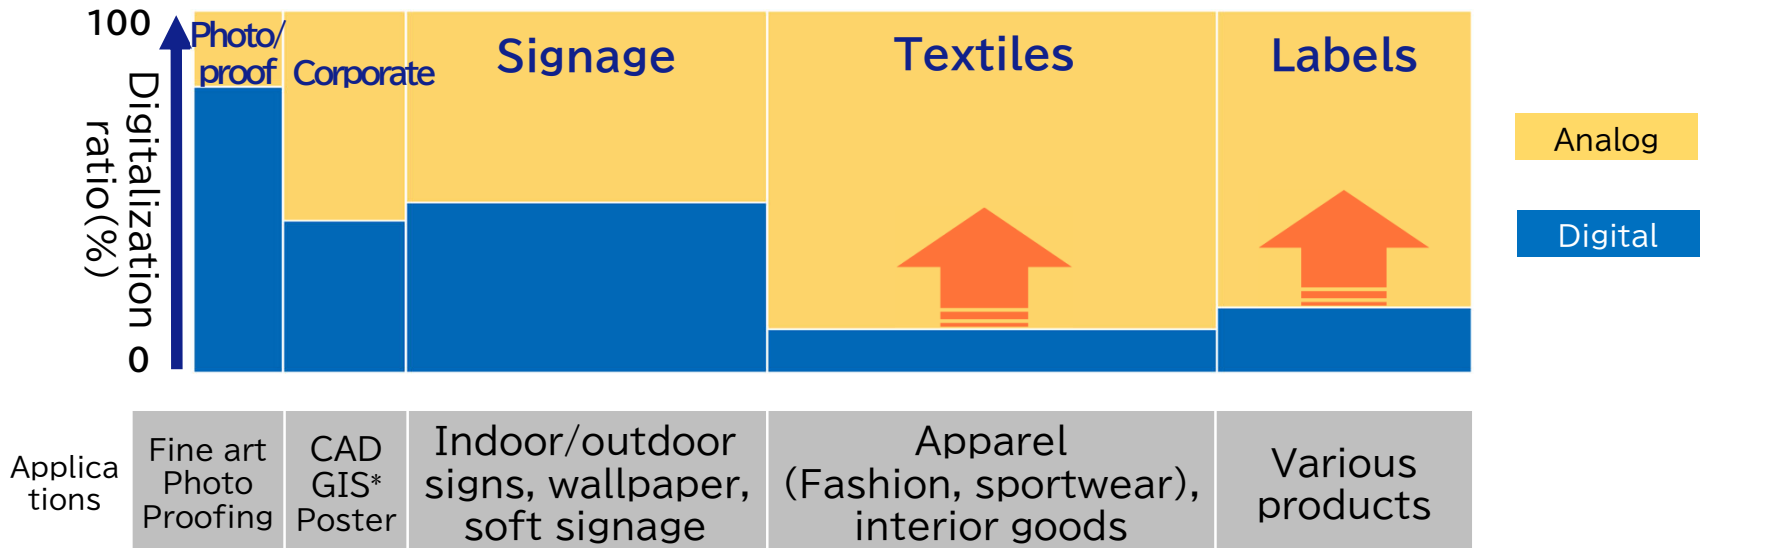 100
Digitalization
ratio(%)
0
Photo/
proof
Corporate
Signage
Textiles
Labels
Analog
Digital
Applica
tions
Fine art
Photo
Proofing
CAD
GIS*
Poster
Indoor/outdoor
signs, wallpaper,
soft signage
Apparel
(Fashion, sportwear),
interior goods
Various
products